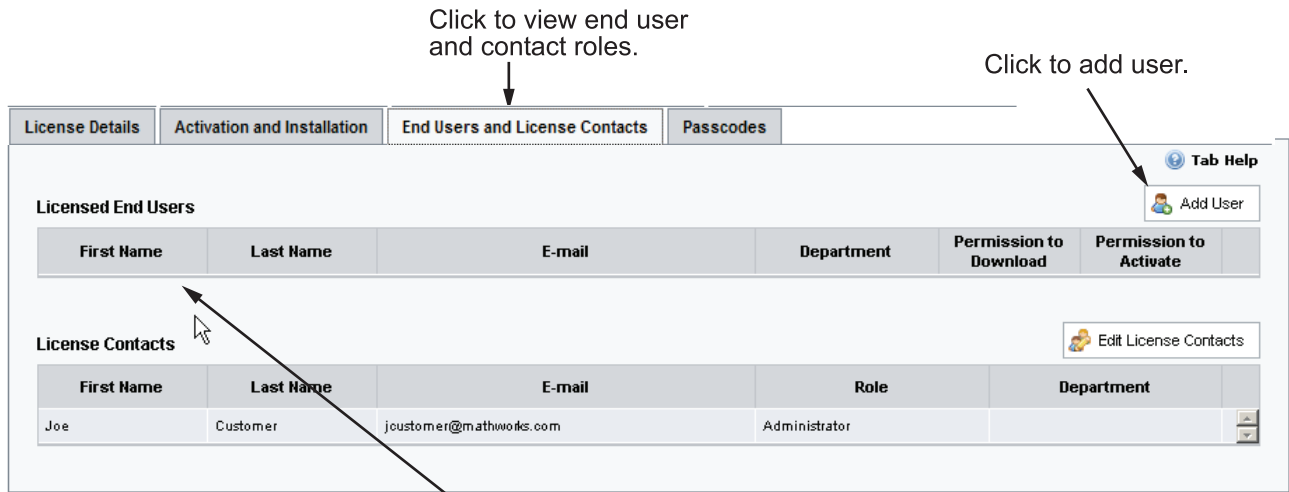 Click to view end user
and contact roles.
Click to add user.
License Details Activation and Installation End Users and License Contacts Passcodes
Tab Help
Licensed End Users Add User
First Name Last Name E-mail Department Permission to Download Permission to Activate
License Contacts Edit License Contacts
First Name Last Name E-mail Role Department
Joe Customer jcustomer@mathworks.com Administrator